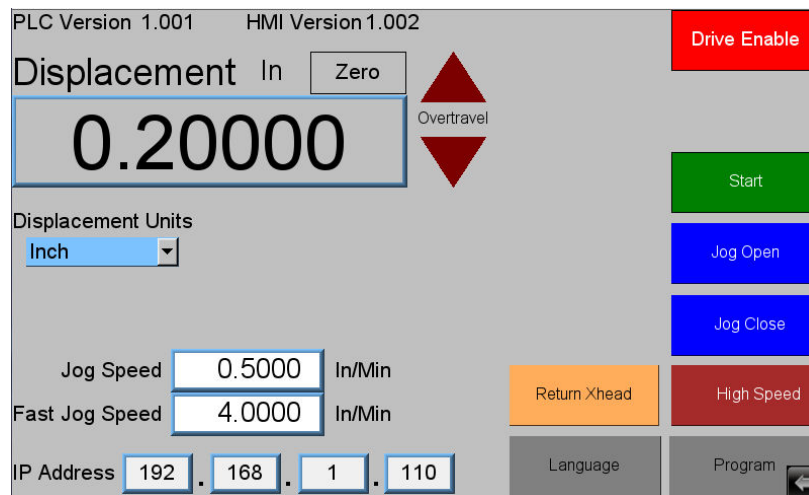 PLC Version 1.001 HMI Version 1.002
Drive Enable
Displacement In Zero
0.20000
Overtravel
Start
Displacement Units
Inch
Jog Open
Jog Close
Jog Speed 0.5000 In/Min
Return Xhead
High Speed
Fast Jog Speed 4.0000 In/Min
IP Address 192 . 168 . 1 . 110
Language
Program